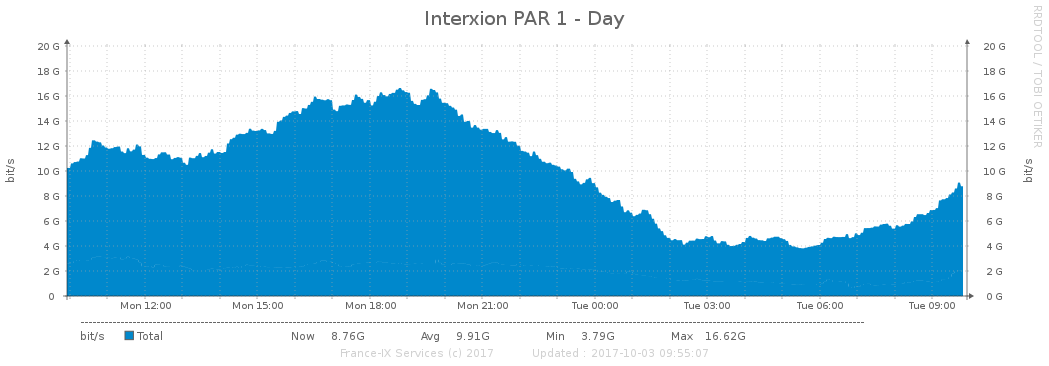 Interxion PAR 1 - Day
RRDTOOL / TOBI OETIKER
bit/s
20 G 20 G
18 G 18 G
16 G 16 G
14 G 14 G
12 G 12 G
10 G 10 G
8 G 8 G
6 G 6 G
4 G 4 G
2 G 2 G
0 0 G
bit/s
Mon 12:00 Mon 15:00 Mon 18:00 Mon 21:00 Tue 00:00 Tue 03:00 Tue 06:00 Tue 09:00
bit/s Total Now 8.76G Avg 9.91G Min 3.79G Max 16.62G
France-IX Services (c) 2017 Updated : 2017-10-03 09:55:07